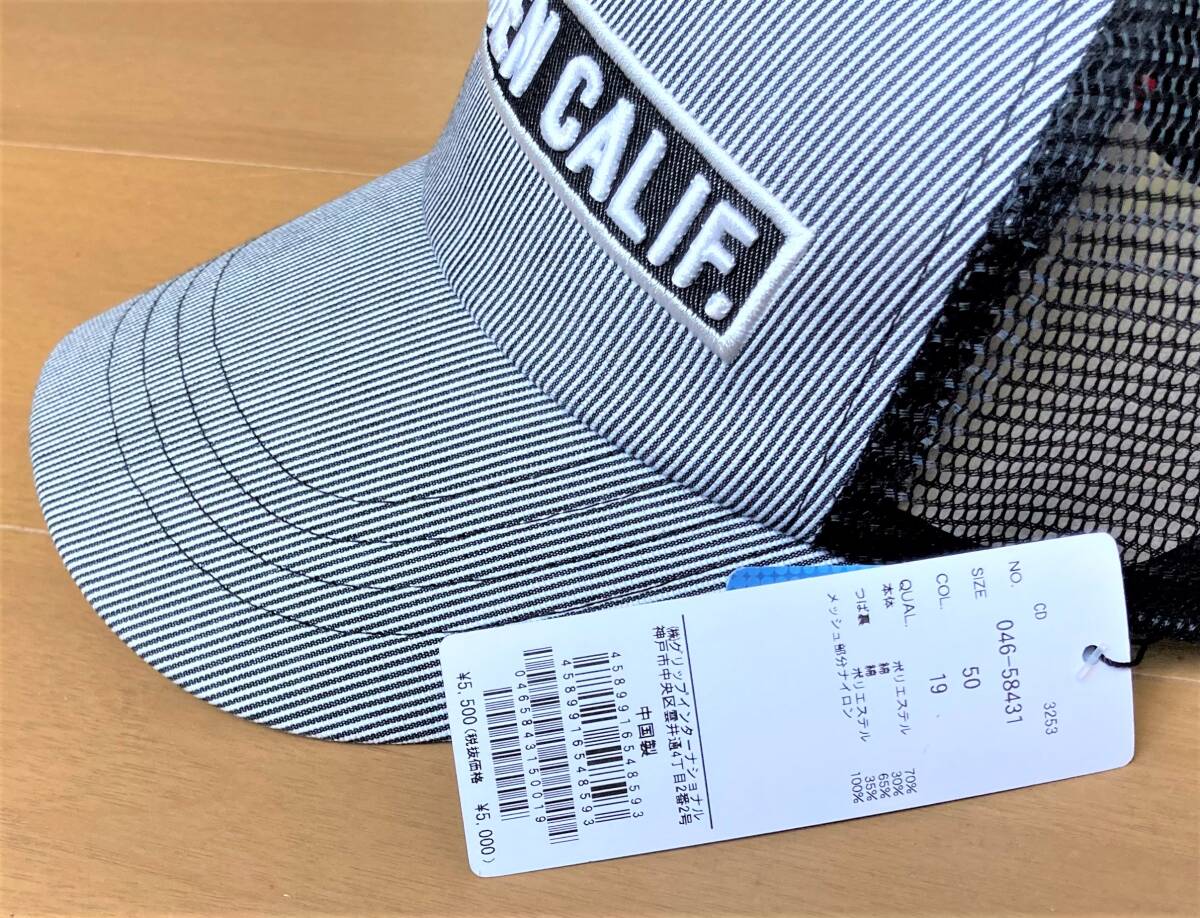 EN CALIF.
CD 3253
NO. 046-58431
SIZE 50
COL. 19
QUAL.
本体 ポリエステル 70%
綿 30%
つば裏 綿 65%
ポリエステル 35%
メッシュ部分ナイロン 100%
㈱グリップインターナショナル
神戸市中央区雲井通4丁目2番2号
中国製
4589916548593
4589916548593
0465843150019
¥5,500(税抜価格 ¥5,000)